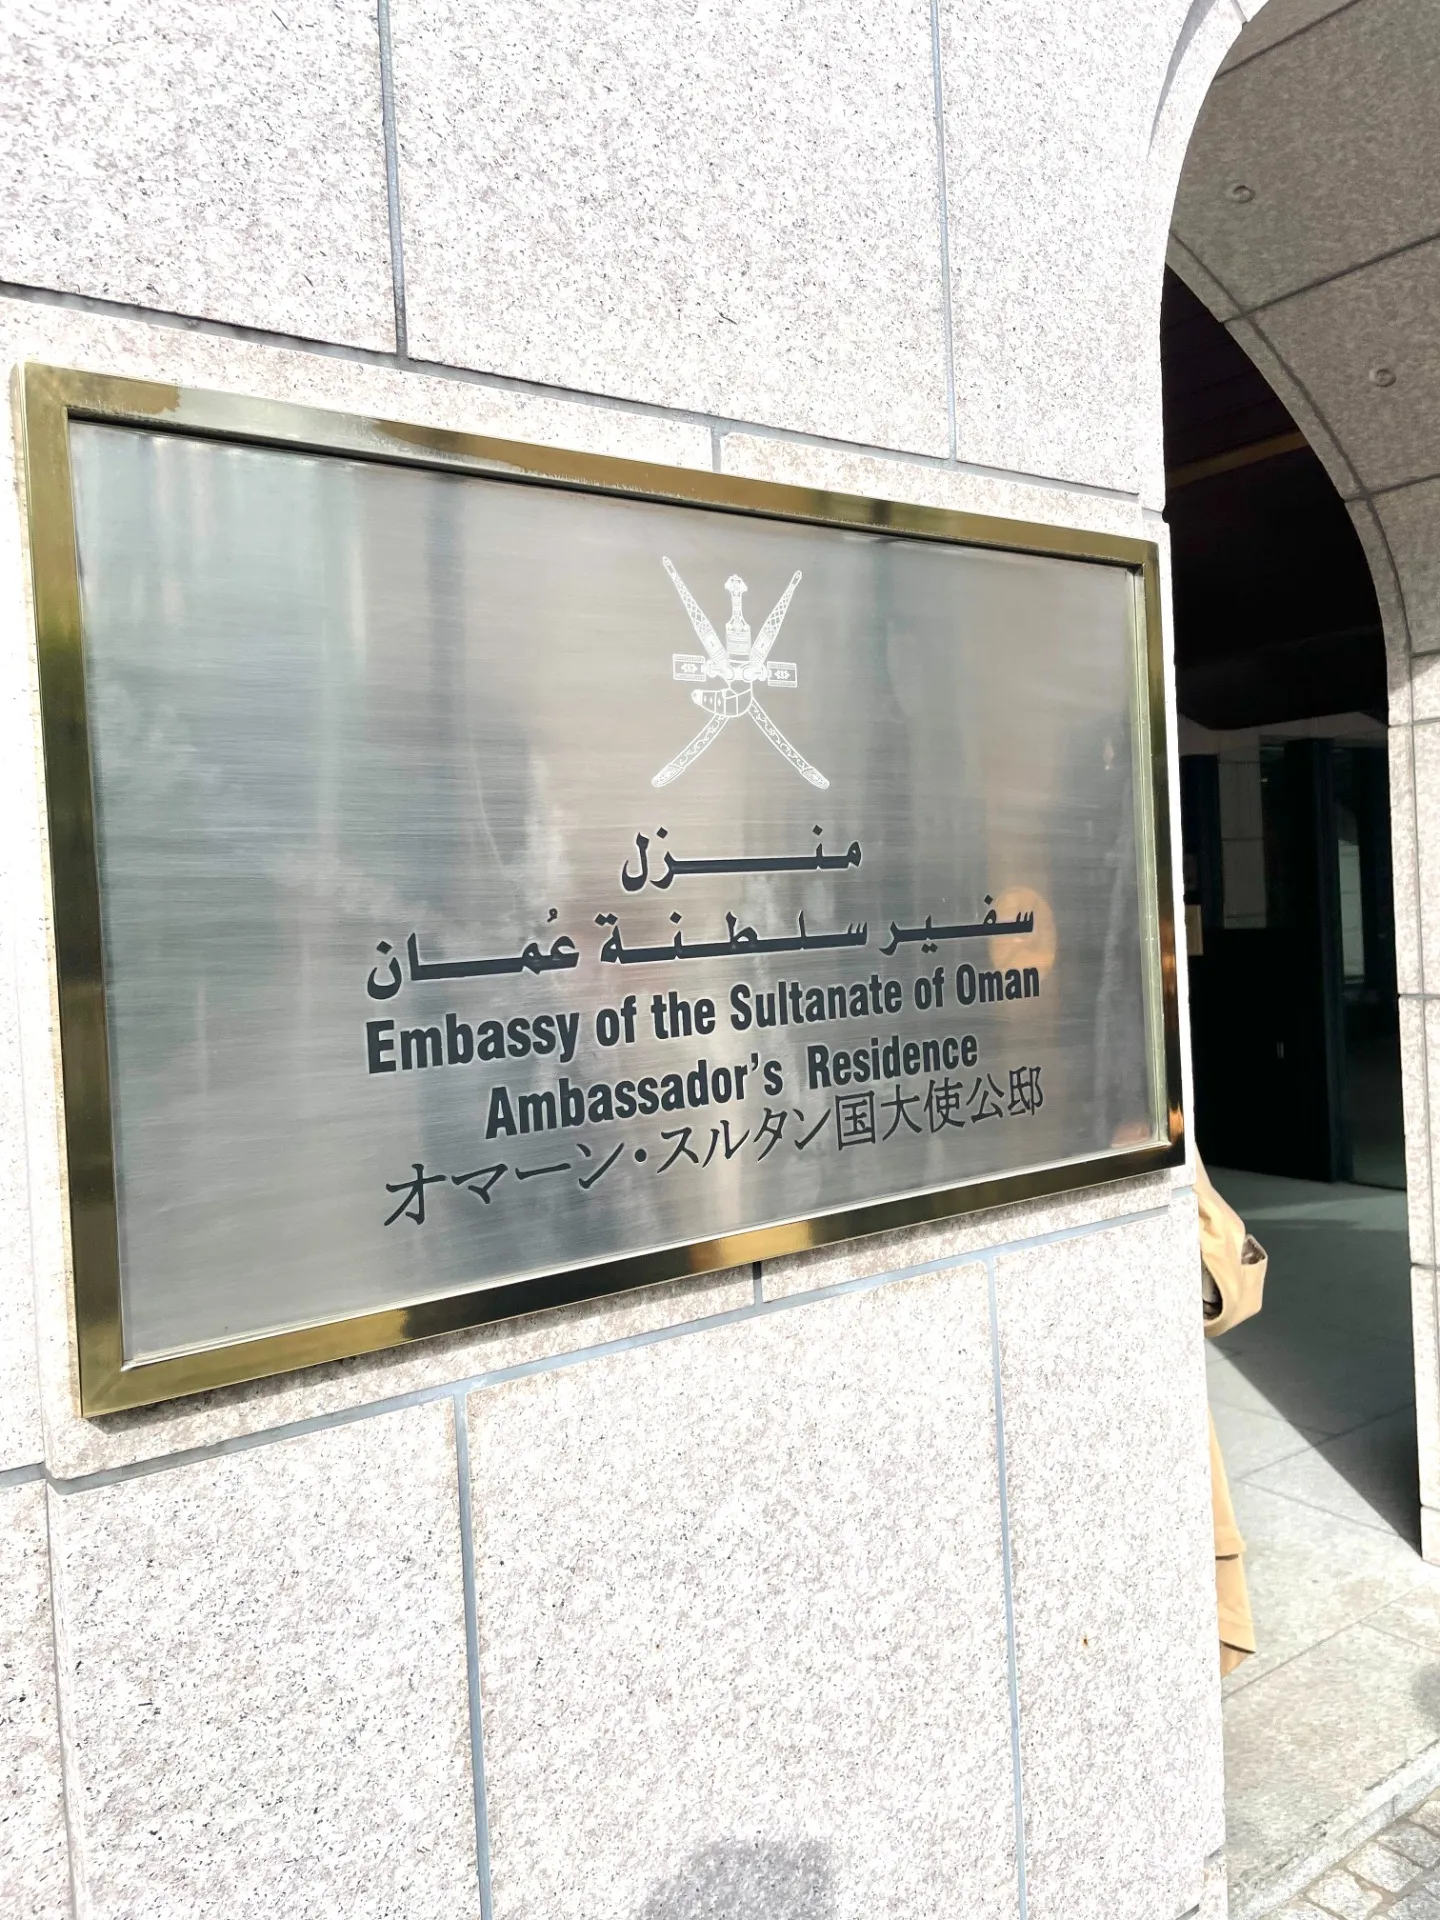 منزل
سفير سلطنة عُمان
Embassy of the Sultanate of Oman
Ambassador's Residence
オマーン・スルタン国大使公邸